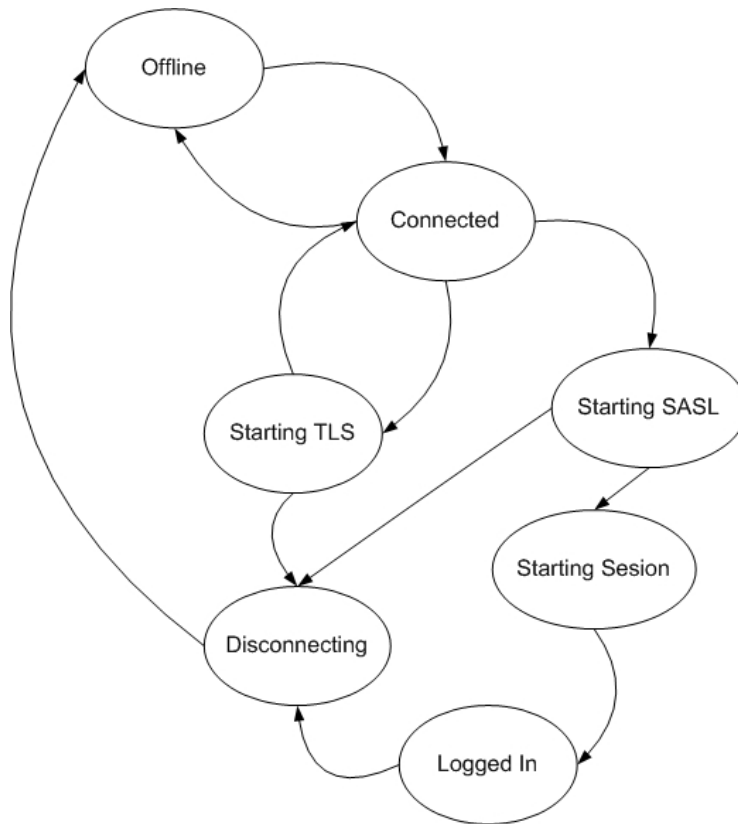 Offline
Connected
Starting TLS
Starting SASL
Starting Sesion
Disconnecting
Logged In